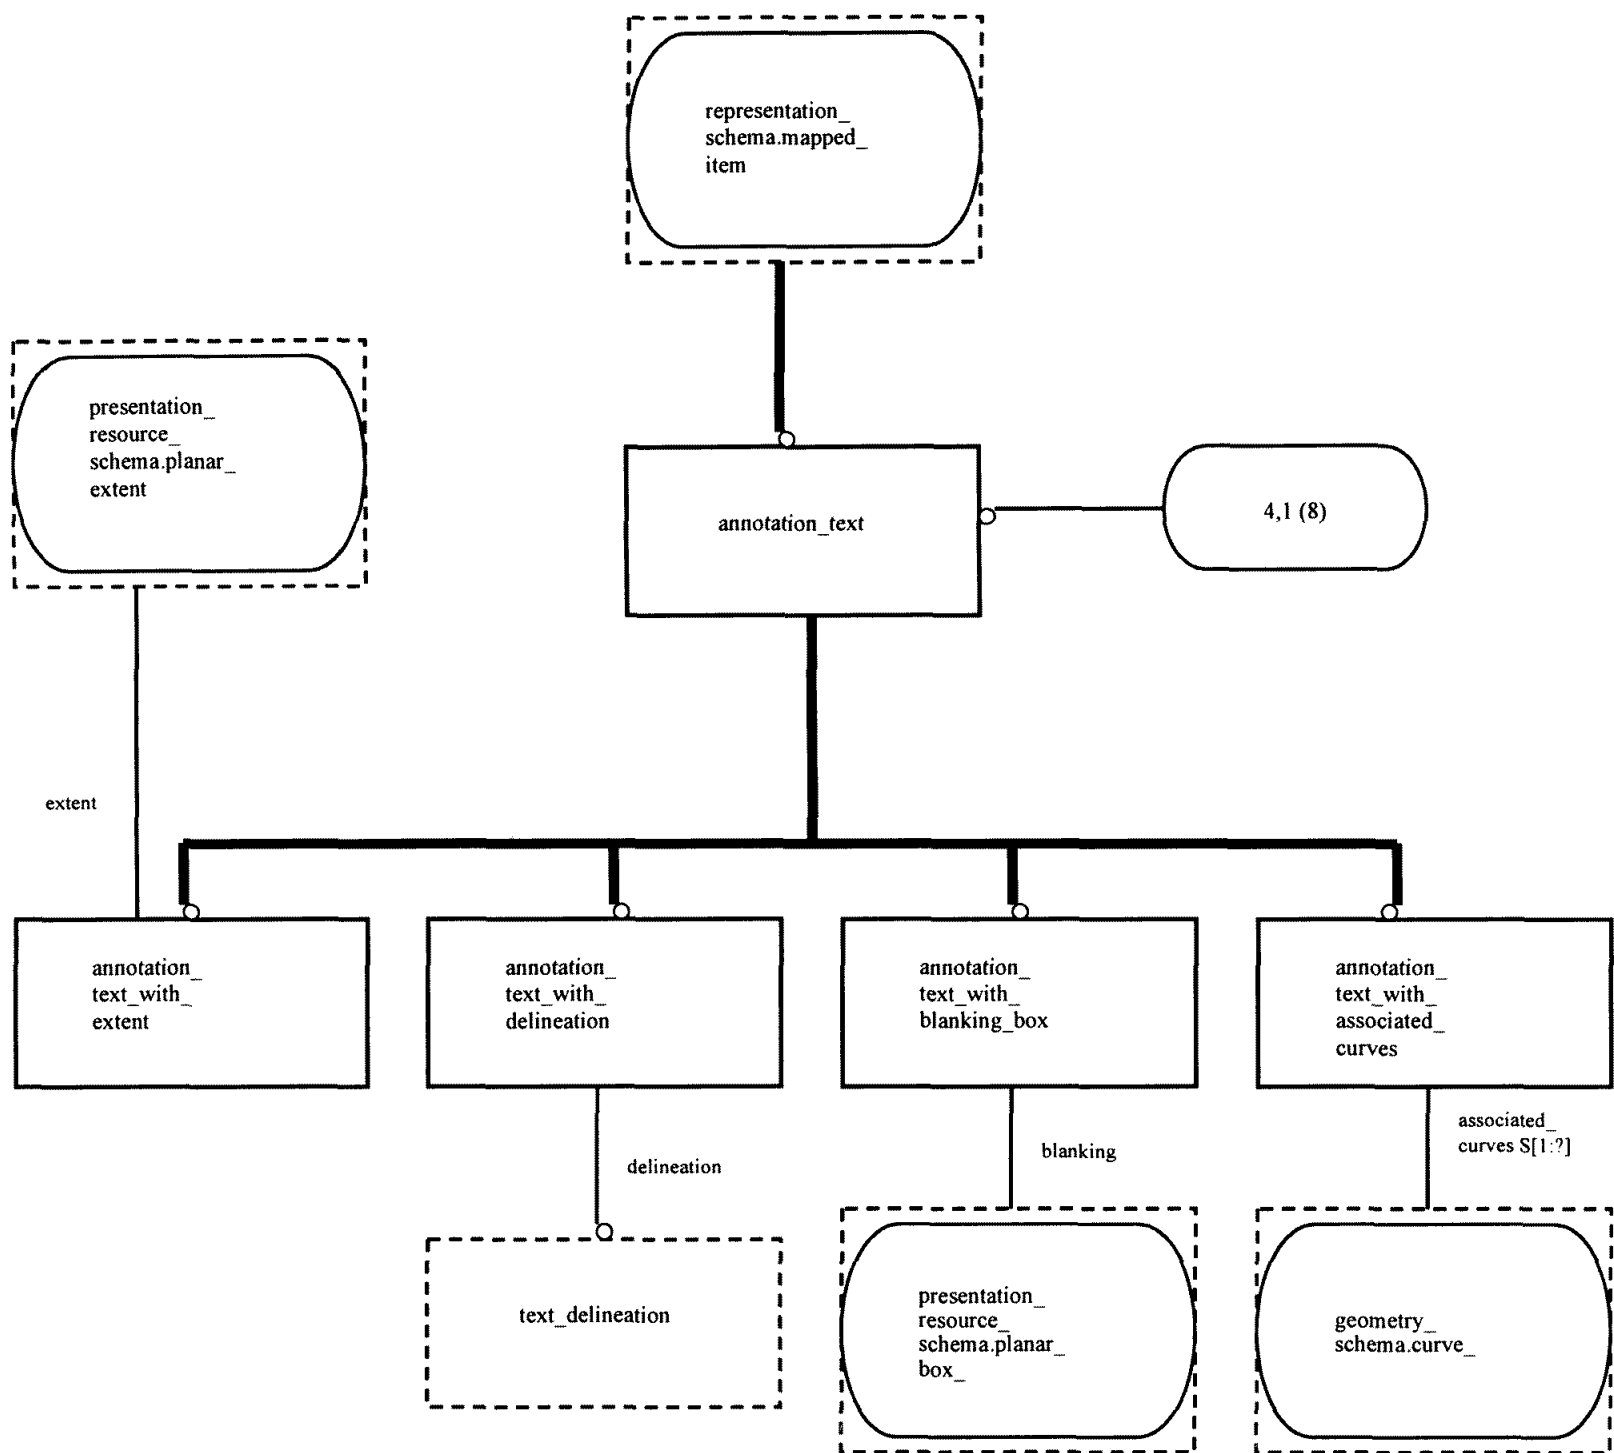 representation_
schema.mapped_
item
presentation_
resource_
schema.planar_
extent
annotation_text
4,1 (8)
extent
annotation_
text_with_
extent
annotation_
text_with_
delineation
annotation_
text_with_
blanking_box
annotation_
text_with_
associated_
curves
delineation
blanking
associated_
curves S[1:?]
text_delineation
presentation_
resource_
schema.planar_
box_
geometry_
schema.curve_